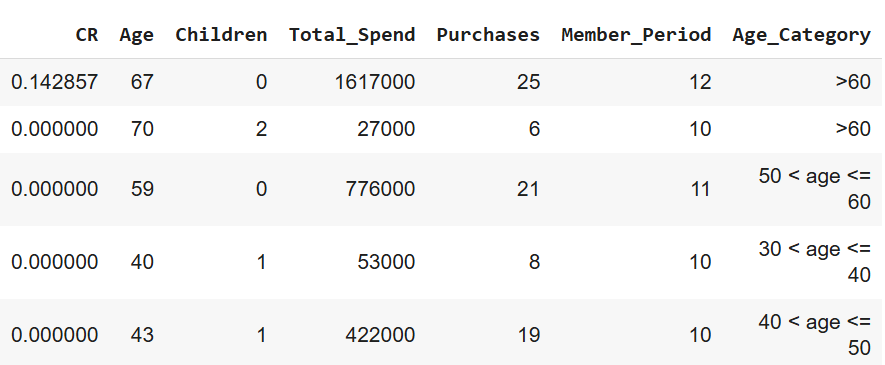 CR Age Children Total_Spend Purchases Member_Period Age_Category
0.142857 67 0 1617000 25 12 >60
0.000000 70 2 27000 6 10 >60
0.000000 59 0 776000 21 11 50 < age <=
60
0.000000 40 1 53000 8 10 30 < age <=
40
0.000000 43 1 422000 19 10 40 < age <=
50